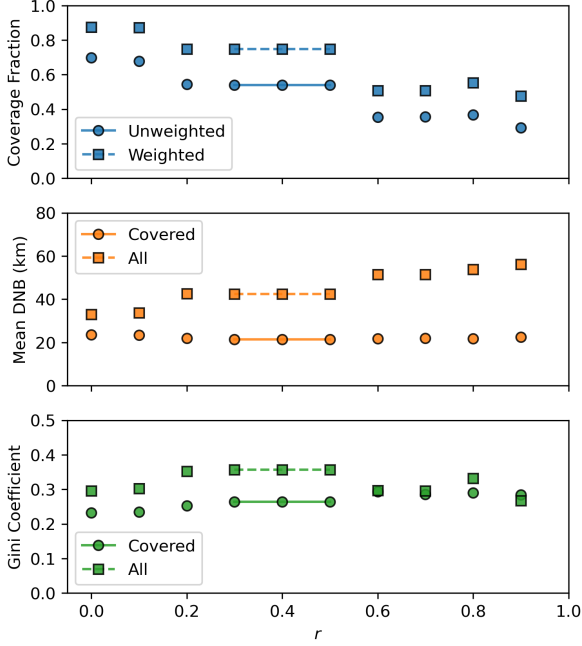 1.0
0.8
0.6
0.4
0.2
0.0
Coverage Fraction
Unweighted
Weighted
80
60
40
20
0
Mean DNB (km)
Covered
All
0.5
0.4
0.3
0.2
0.1
0.0
Gini Coefficient
Covered
All
0.0 0.2 0.4 0.6 0.8 1.0
r